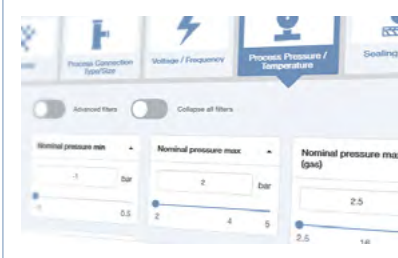 Process Connection
Type/Size
Voltage / Frequency
Process Pressure /
Temperature
Sealing
Advanced filters
Collapse all filters
Nominal pressure min
-1
bar
-1
0.5
Nominal pressure max
2
bar
2
4
5
Nominal pressure max
(gas)
2.5
2.5
16